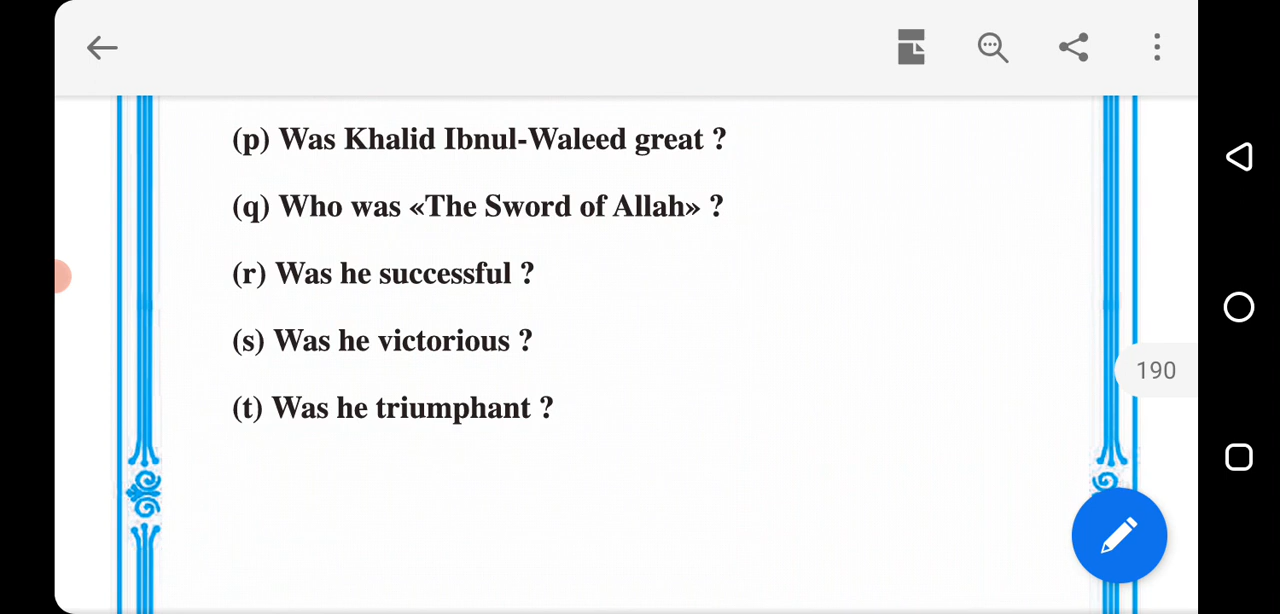 (p) Was Khalid Ibnul-Waleed great ?
(q) Who was «The Sword of Allah» ?
(r) Was he successful ?
(s) Was he victorious ?
(t) Was he triumphant ?
190